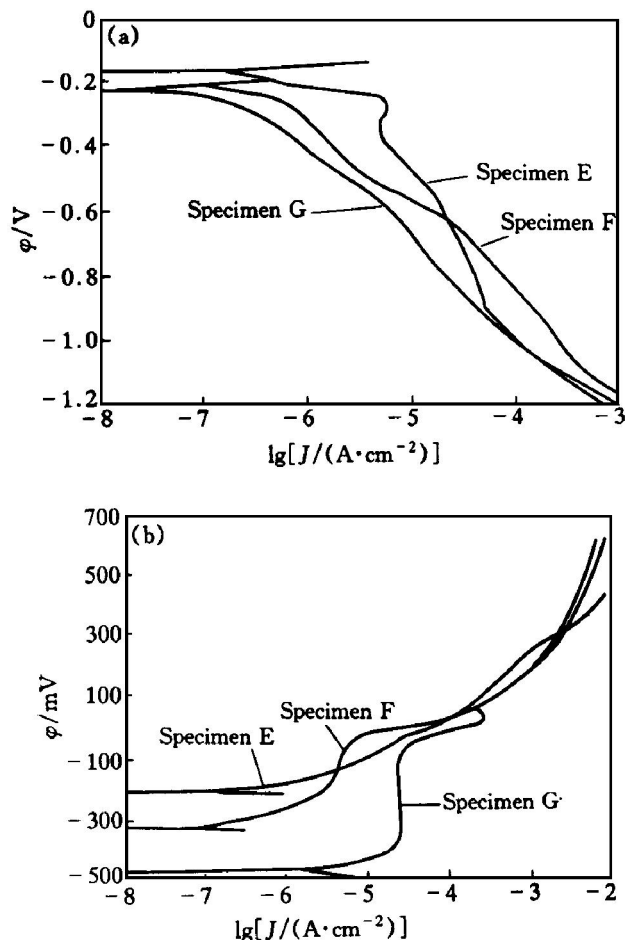 (a)
0
-0.2
-0.4
-0.6
-0.8
-1.0
-1.2
φ/V
Specimen E
Specimen G
Specimen F
-8 -7 -6 -5 -4 -3
lg[J/(A·cm⁻²)]
(b)
700
500
300
100
-100
-300
-500
φ/mV
Specimen F
Specimen E
Specimen G
-8 -7 -6 -5 -4 -3 -2
lg[J/(A·cm⁻²)]